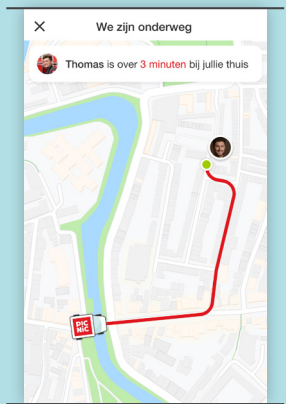 We zijn onderweg
Thomas is over 3 minuten bij jullie thuis
PIC
NIC